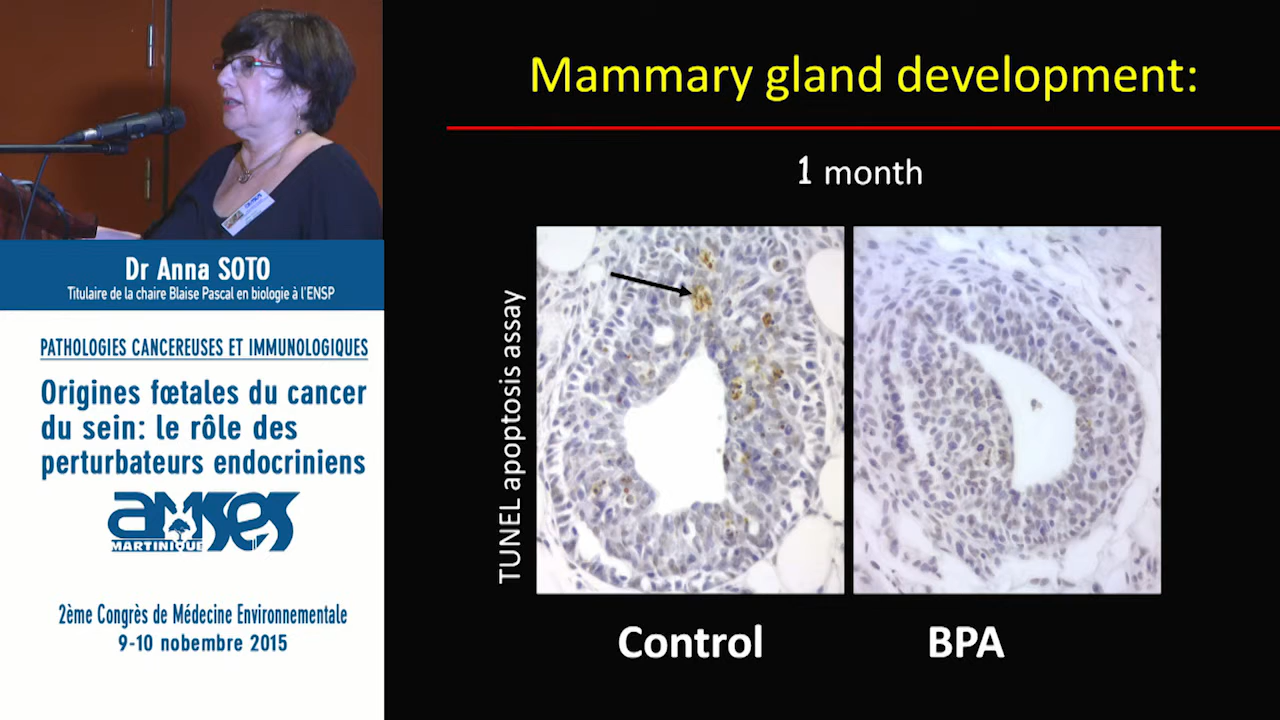 Dr Anna SOTO
Titulaire de la chaire Blaise Pascal en biologie à l'ENSP
PATHOLOGIES CANCEREUSES ET IMMUNOLOGIQUES
Origines fœtales du cancer
du sein: le rôle des
perturbateurs endocriniens
amses
MARTINIQUE
2ème Congrès de Médecine Environnementale
9-10 nobembre 2015
Mammary gland development:
1 month
TUNEL apoptosis assay
Control
BPA